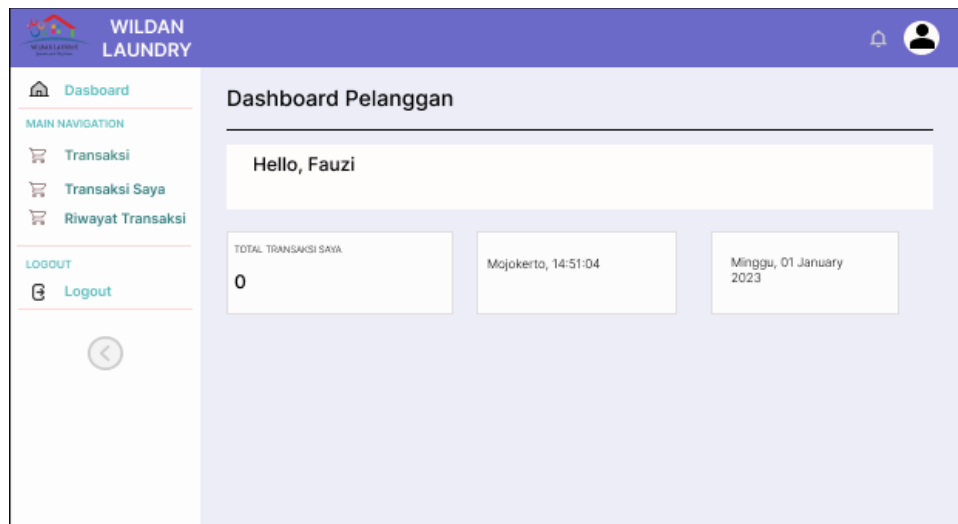 WILDAN
LAUNDRY
Dasboard
MAIN NAVIGATION
Transaksi
Transaksi Saya
Riwayat Transaksi
LOGOUT
Logout
Dashboard Pelanggan
Hello, Fauzi
TOTAL TRANSAKSI SAYA
0
Mojokerto, 14:51:04
Minggu, 01 January
2023